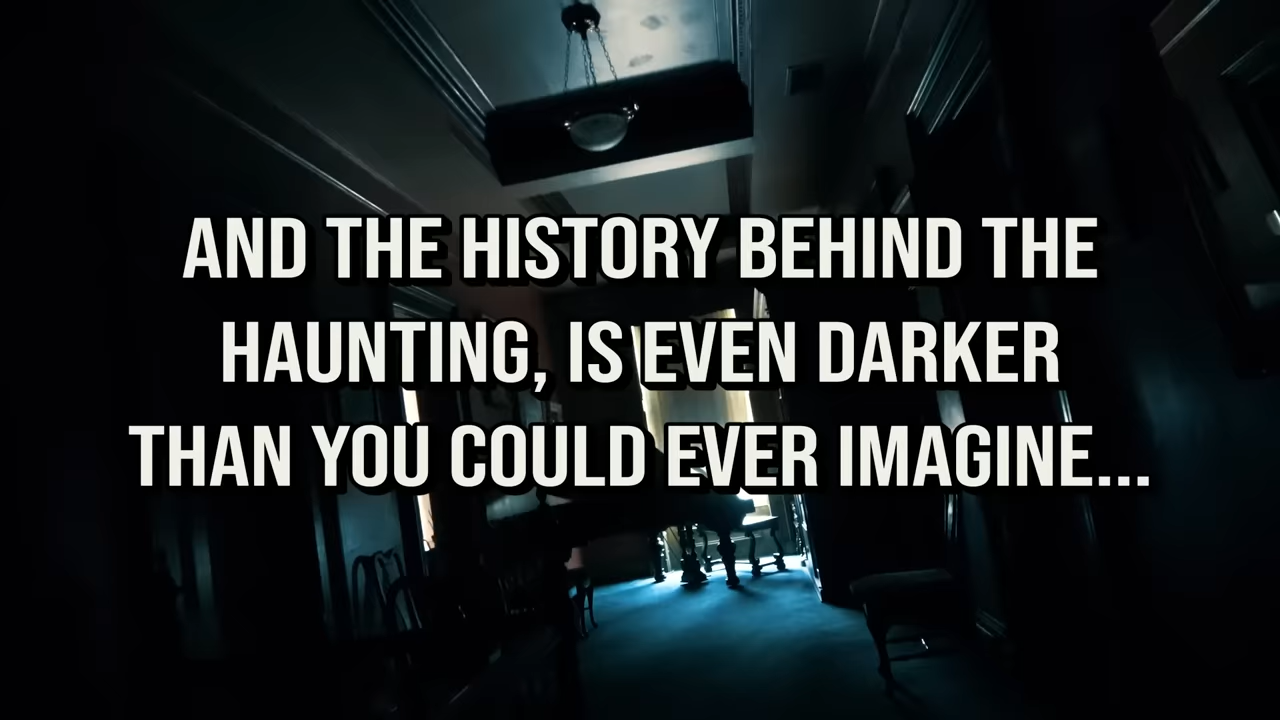 AND THE HISTORY BEHIND THE
HAUNTING, IS EVEN DARKER
THAN YOU COULD EVER IMAGINE...